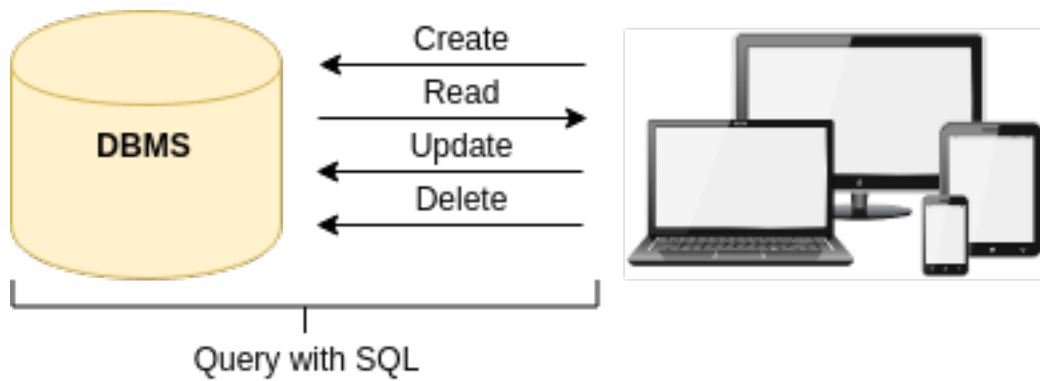 Create
Read
DBMS
Update
Delete
Query with SQL